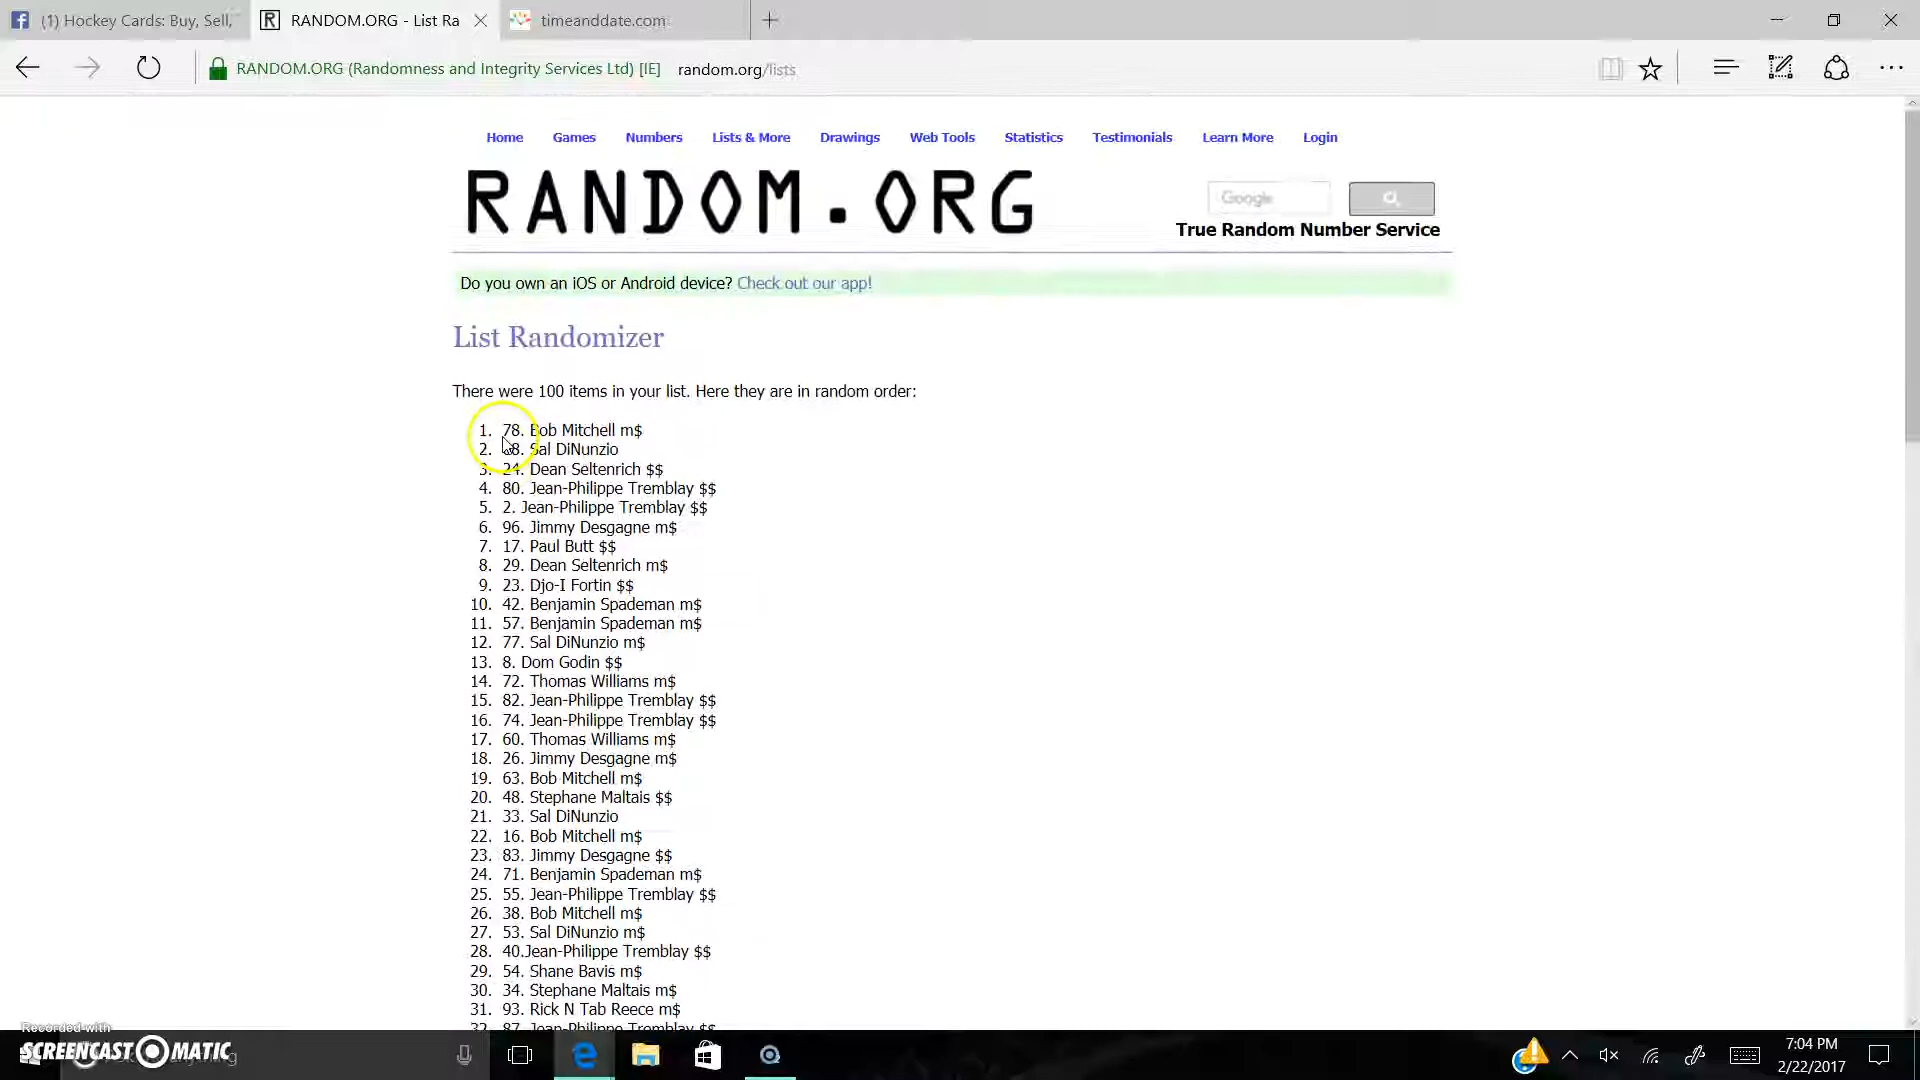 (1) Hockey Cards: Buy, Sell,
RANDOM.ORG - List Ra
timeanddate.com
RANDOM.ORG (Randomness and Integrity Services Ltd) [IE]
random.org/lists
Home Games Numbers Lists & More Drawings Web Tools Statistics Testimonials Learn More Login
RANDOM.ORG
Google
True Random Number Service
Do you own an iOS or Android device? Check out our app!
List Randomizer
There were 100 items in your list. Here they are in random order:
1. 78. Bob Mitchell m$
2. Sal DiNunzio
3. 24. Dean Seltenrich $$
4. 80. Jean-Philippe Tremblay $$
5. 2. Jean-Philippe Tremblay $$
6. 96. Jimmy Desgagne m$
7. 17. Paul Butt $$
8. 29. Dean Seltenrich m$
9. 23. Djo-I Fortin $$
10. 42. Benjamin Spademan m$
11. 57. Benjamin Spademan m$
12. 77. Sal DiNunzio m$
13. 8. Dom Godin $$
14. 72. Thomas Williams m$
15. 82. Jean-Philippe Tremblay $$
16. 74. Jean-Philippe Tremblay $$
17. 60. Thomas Williams m$
18. 26. Jimmy Desgagne m$
19. 63. Bob Mitchell m$
20. 48. Stephane Maltais $$
21. 33. Sal DiNunzio
22. 16. Bob Mitchell m$
23. 83. Jimmy Desgagne $$
24. 71. Benjamin Spademan m$
25. 55. Jean-Philippe Tremblay $$
26. 38. Bob Mitchell m$
27. 53. Sal DiNunzio m$
28. 40.Jean-Philippe Tremblay $$
29. 54. Shane Bavis m$
30. 34. Stephane Maltais m$
31. 93. Rick N Tab Reece m$
32. 87. Jean-Philippe Tremblay $$
Recorded with
SCREENCAST MATIC
7:04 PM
2/22/2017